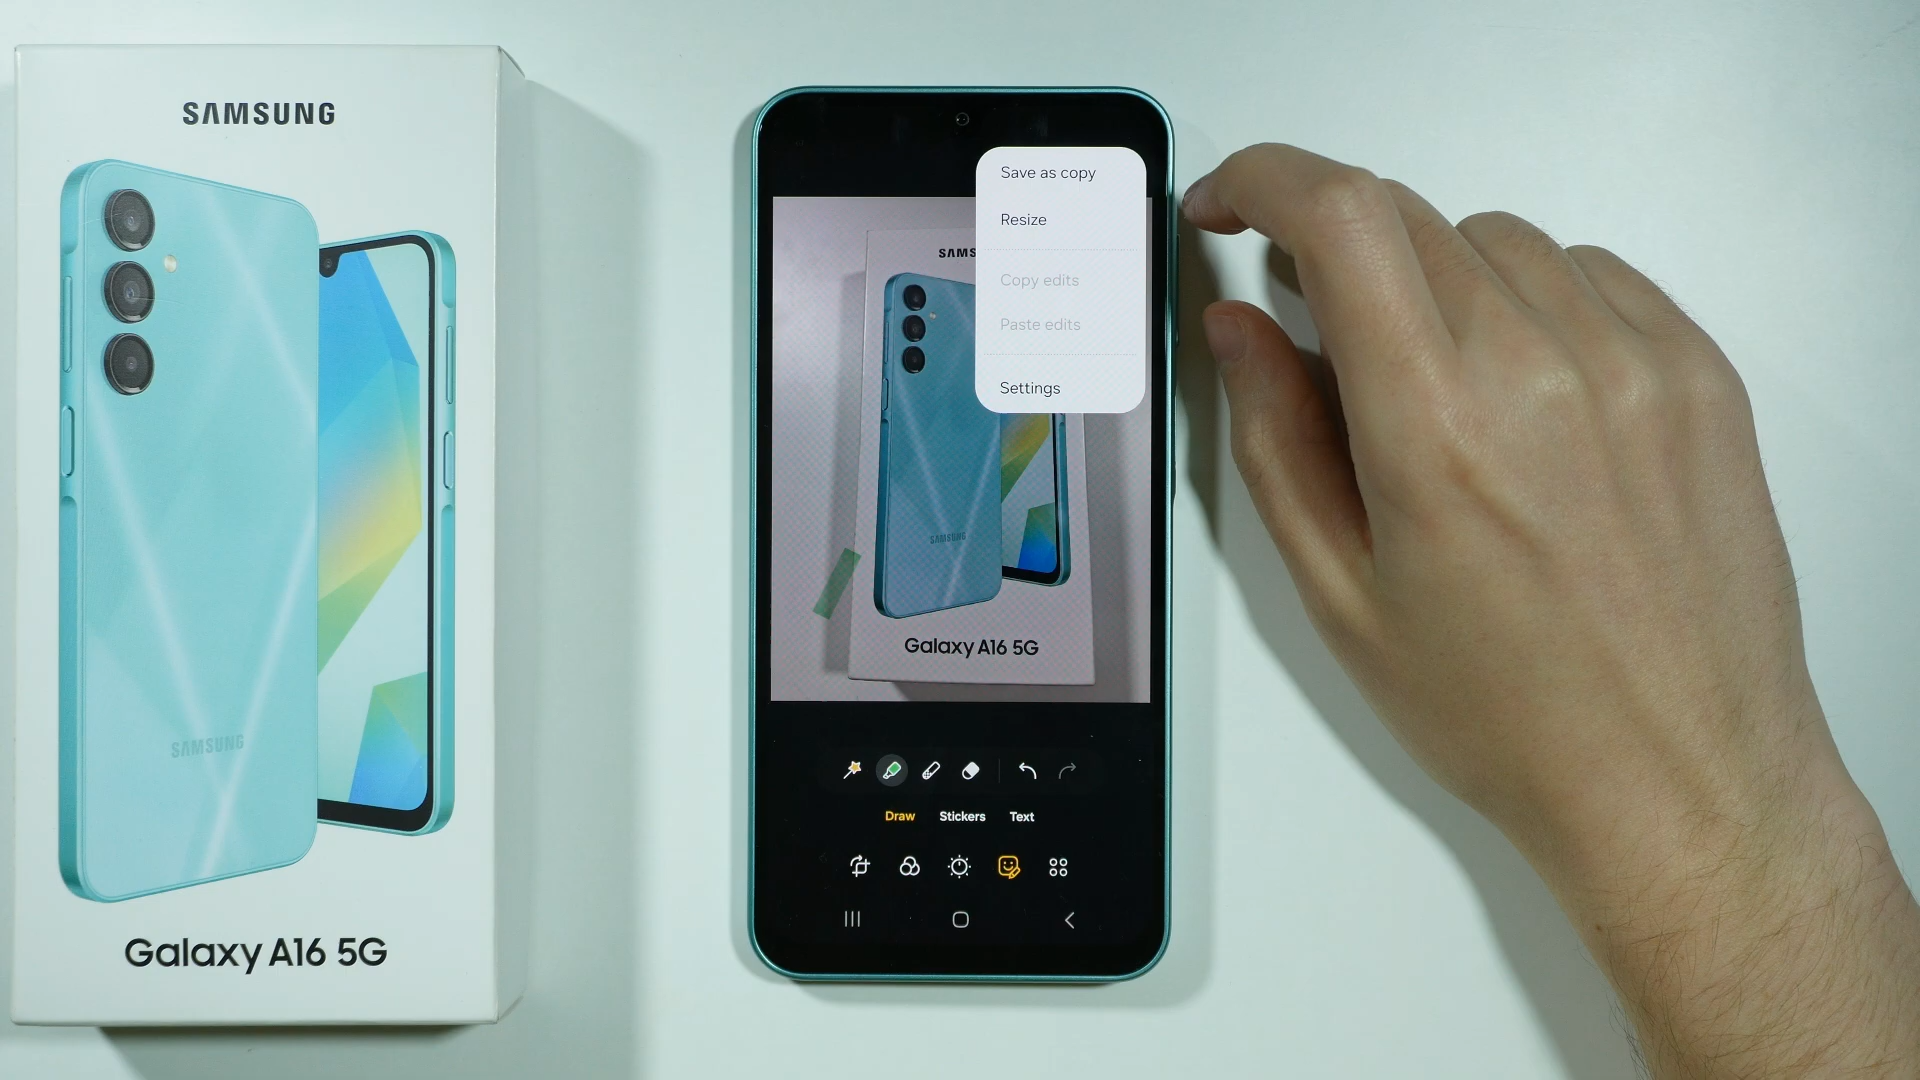 SAMSUNG
SAMSUNG
Galaxy A16 5G
Save as copy
Resize
Copy edits
Paste edits
Settings
SAMS
SAMSUNG
Galaxy A16 5G
Draw Stickers Text